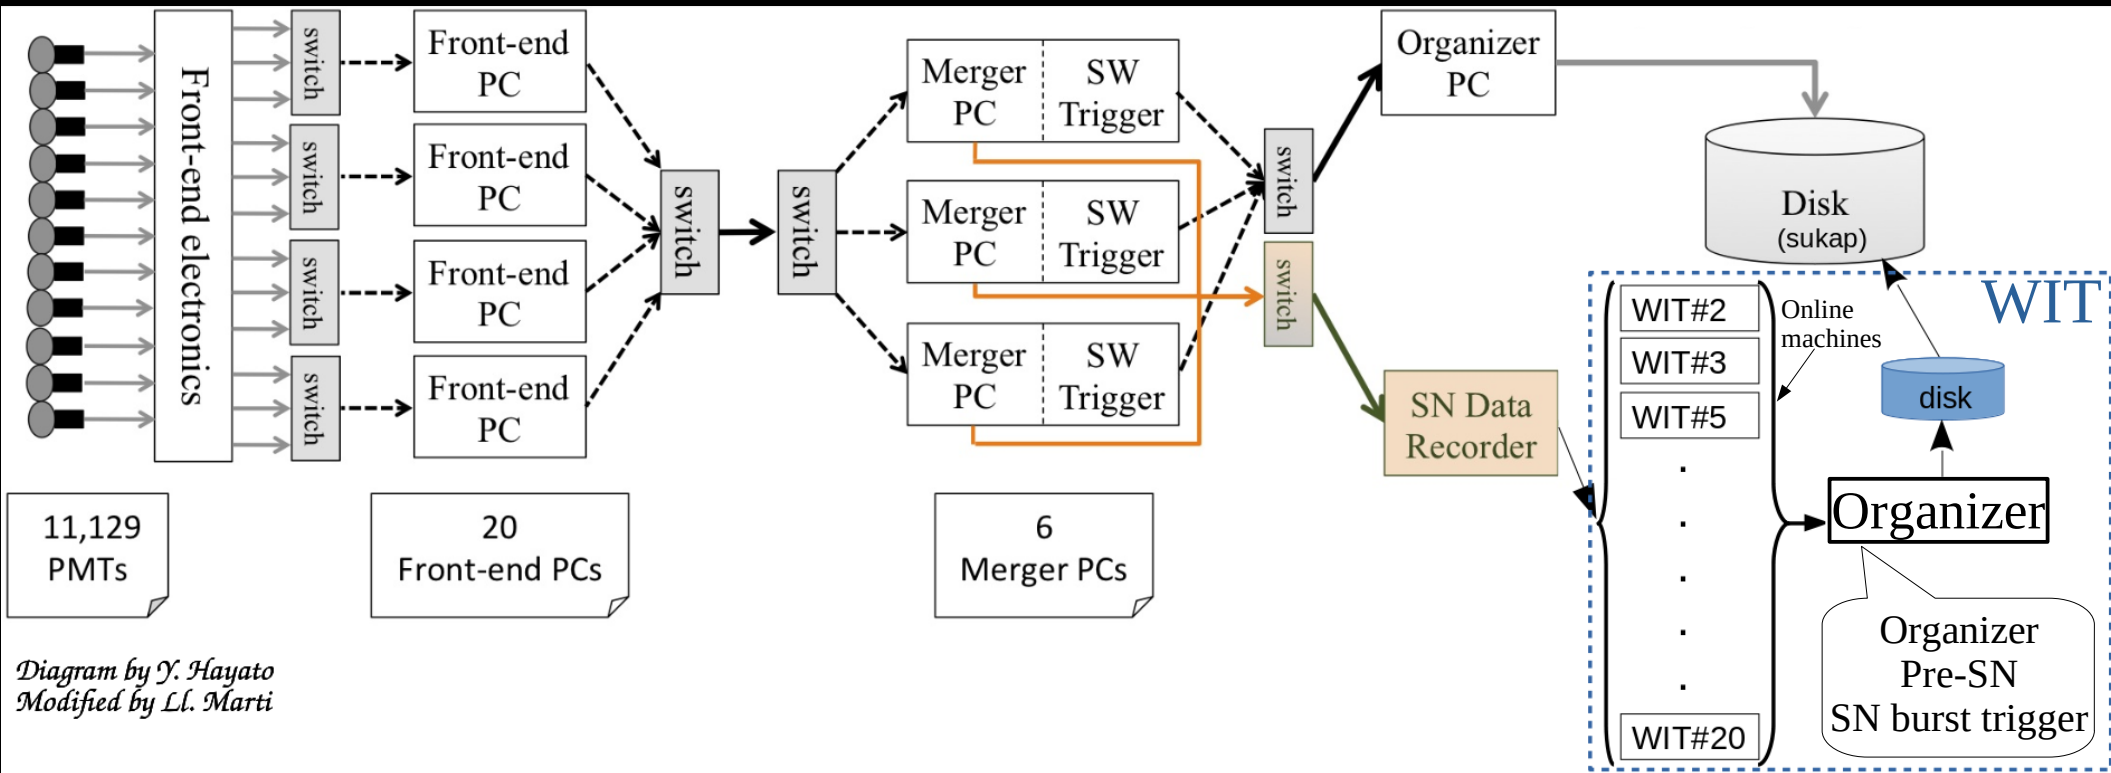 Front-end electronics
switch
switch
switch
switch
Front-end
PC
Front-end
PC
Front-end
PC
Front-end
PC
switch
switch
Merger
PC
SW
Trigger
Merger
PC
SW
Trigger
Merger
PC
SW
Trigger
switch
switch
Organizer
PC
Disk
(sukap)
SN Data
Recorder
WIT
WIT#2
WIT#3
WIT#5
.
.
.
.
.
WIT#20
Online
machines
disk
Organizer
Organizer
Pre-SN
SN burst trigger
11,129
PMTs
20
Front-end PCs
6
Merger PCs
Diagram by Y. Hayato
Modified by Ll. Marti